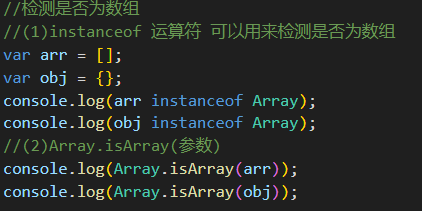 //检测是否为数组
//(1)instanceof 运算符 可以用来检测是否为数组
var arr = [];
var obj = {};
console.log(arr instanceof Array);
console.log(obj instanceof Array);
//(2)Array.isArray(参数)
console.log(Array.isArray(arr));
console.log(Array.isArray(obj));